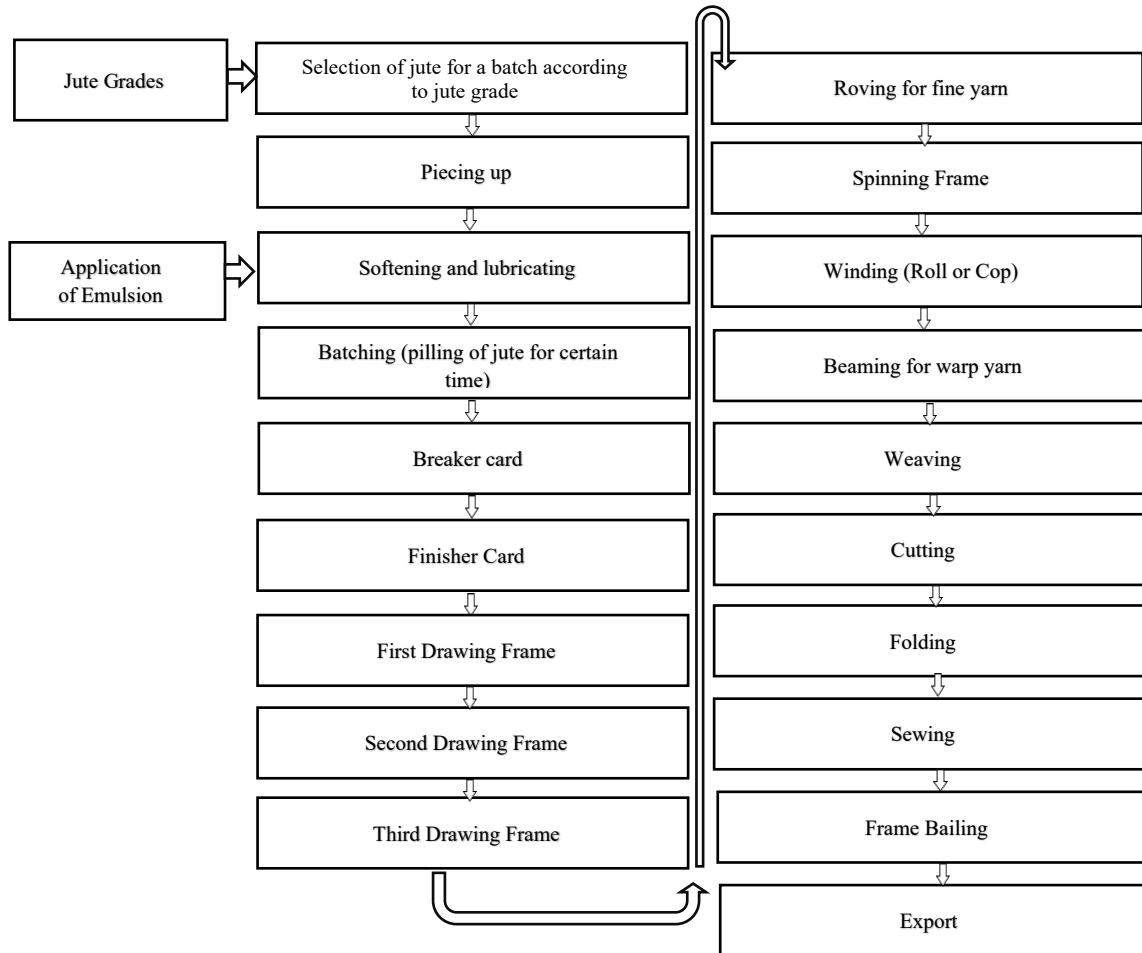 Jute Grades
Selection of jute for a batch according
to jute grade
Piecing up
Application
of Emulsion
Softening and lubricating
Batching (pilling of jute for certain
time)
Breaker card
Finisher Card
First Drawing Frame
Second Drawing Frame
Third Drawing Frame
Roving for fine yarn
Spinning Frame
Winding (Roll or Cop)
Beaming for warp yarn
Weaving
Cutting
Folding
Sewing
Frame Bailing
Export